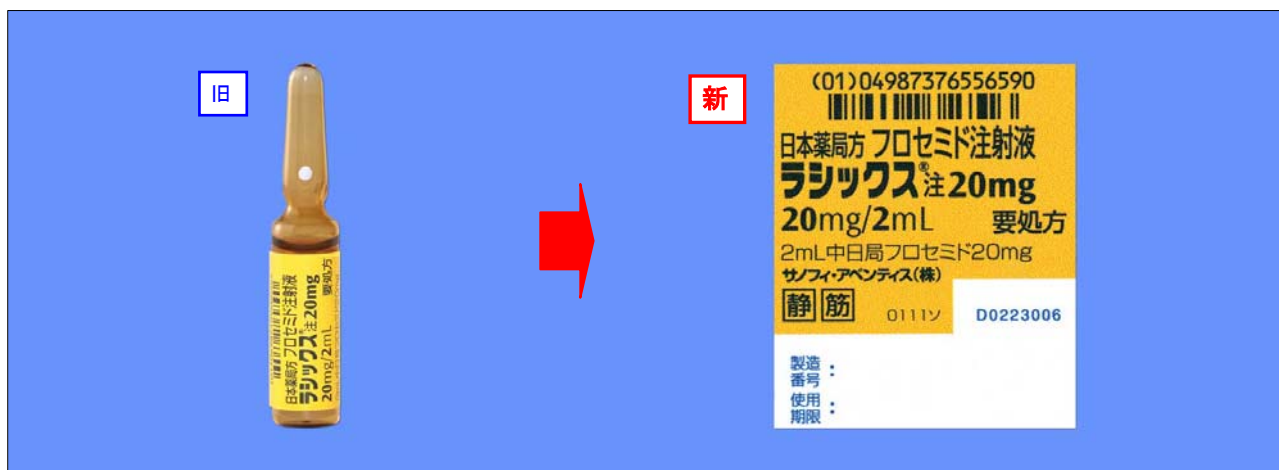 旧
日本薬局方 フロセミド注射液
ラシックス®注20mg
20mg/2mL 要処方
新
(01)04987376556590
日本薬局方 フロセミド注射液
ラシックス®注20mg
20mg/2mL 要処方
2mL中日局フロセミド20mg
サノフィ・アベンティス(株)
静 筋 0111ソ D0223006
製造番号：
使用期限：